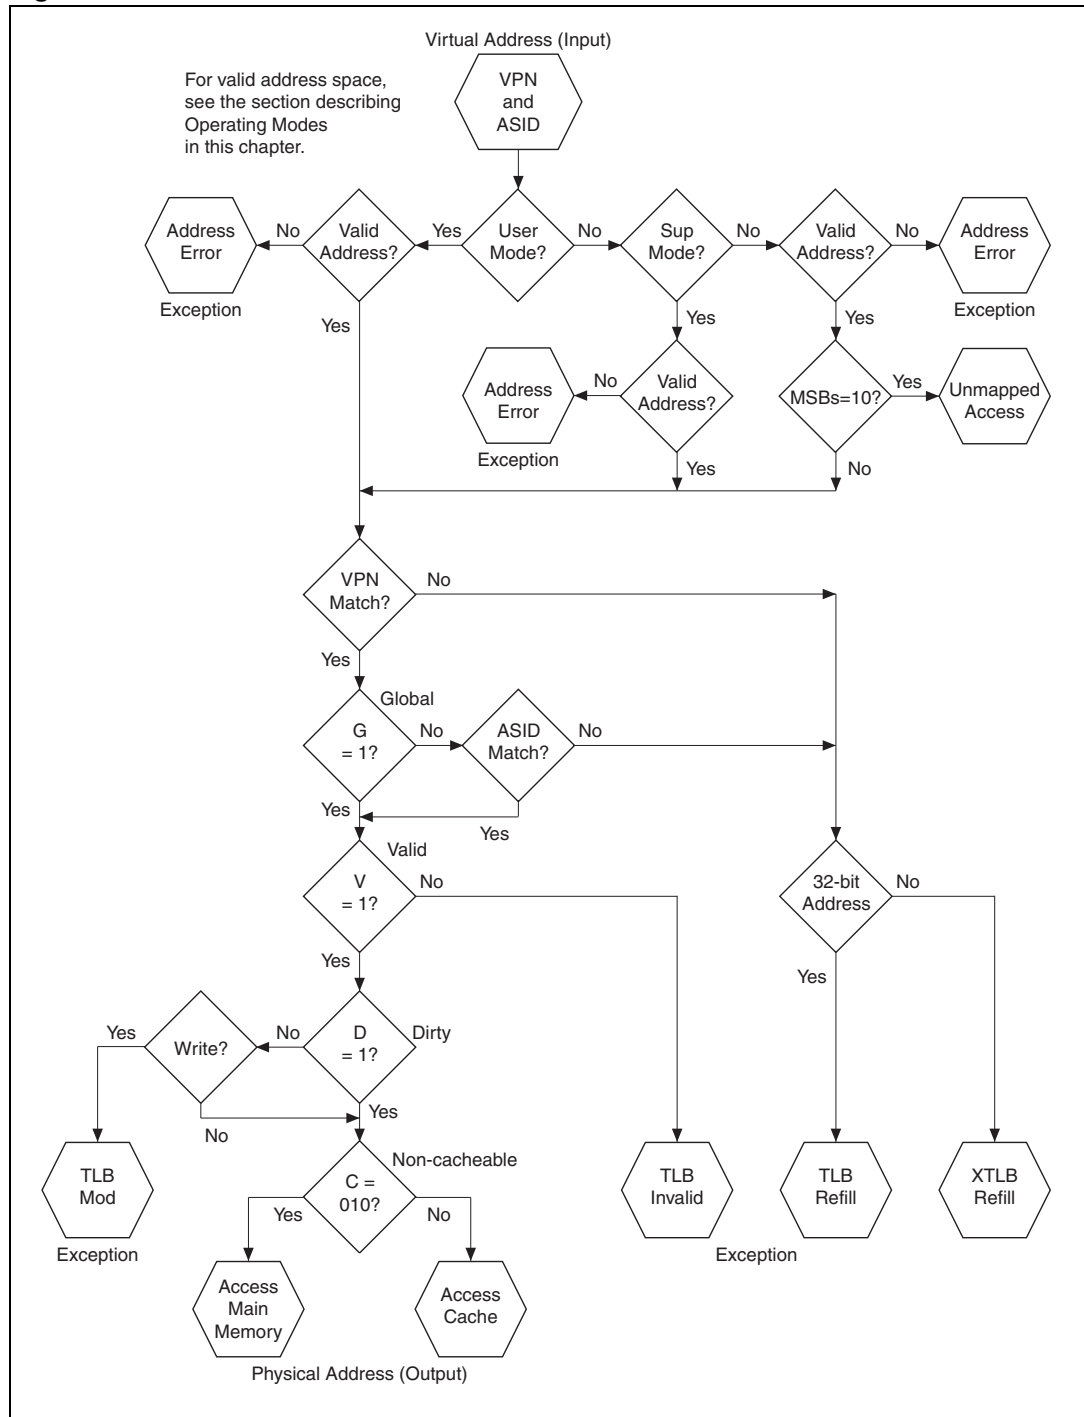 Virtual Address (Input)
For valid address space,
see the section describing
Operating Modes
in this chapter.
VPN
and
ASID
Address
Error
No
Valid
Address?
Yes
User
Mode?
No
Sup
Mode?
No
Valid
Address?
No
Address
Error
Exception
Exception
Yes
Yes
Yes
Address
Error
No
Valid
Address?
MSBs=10?
Yes
Unmapped
Access
Exception
Yes
No
VPN
Match?
No
Yes
Global
G
= 1?
No
ASID
Match?
No
Yes
Yes
Valid
V
= 1?
No
32-bit
Address
No
Yes
Yes
Yes
Write?
No
D
= 1?
Dirty
No
Yes
Non-cacheable
TLB
Mod
C =
010?
TLB
Invalid
TLB
Refill
XTLB
Refill
Yes
No
Exception
Exception
Access
Main
Memory
Access
Cache
Physical Address (Output)